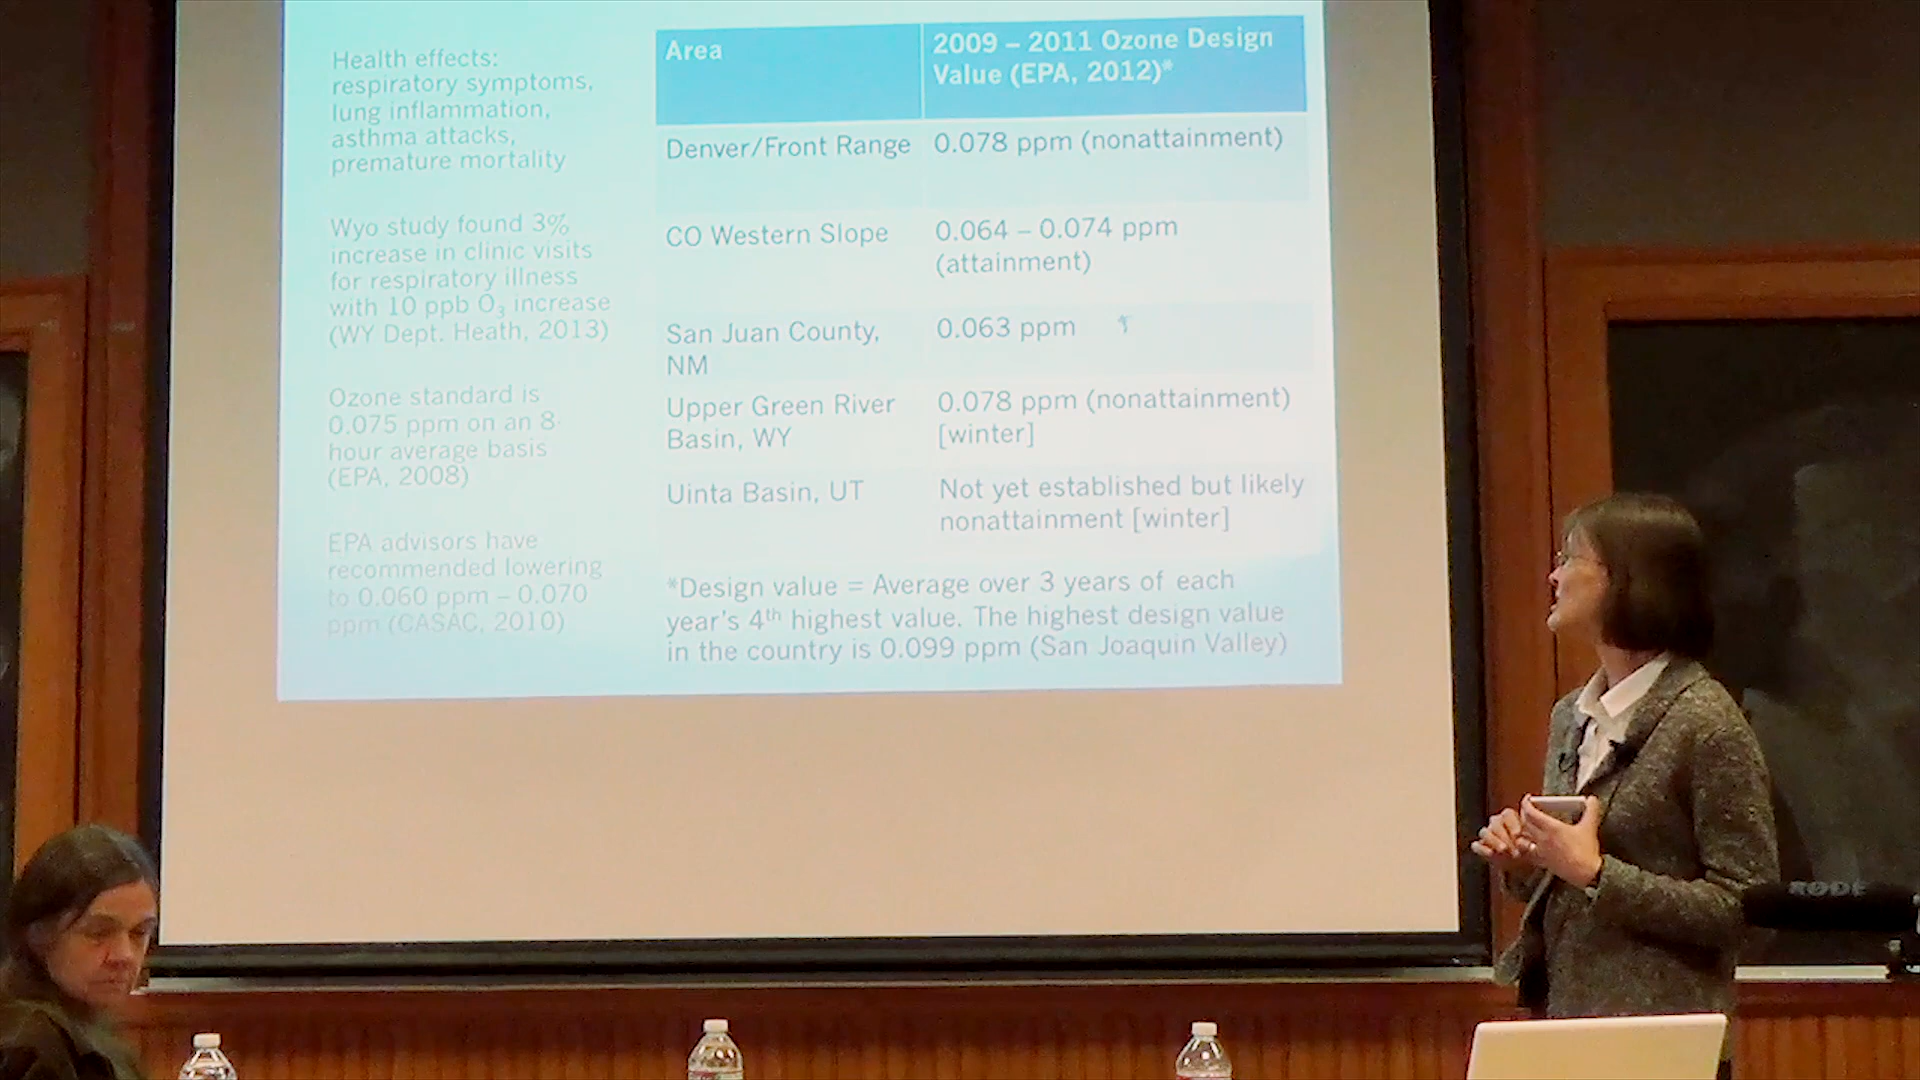 Health effects:
respiratory symptoms,
lung inflammation,
asthma attacks,
premature mortality
Wyo study found 3%
increase in clinic visits
for respiratory illness
with 10 ppb O₃ increase
(WY Dept. Heath, 2013)
Ozone standard is
0.075 ppm on an 8-
hour average basis
(EPA, 2008)
EPA advisors have
recommended lowering
to 0.060 ppm – 0.070
ppm (CASAC, 2010)
Area
2009 – 2011 Ozone Design
Value (EPA, 2012)*
Denver/Front Range
0.078 ppm (nonattainment)
CO Western Slope
0.064 – 0.074 ppm
(attainment)
San Juan County,
NM
0.063 ppm
Upper Green River
Basin, WY
0.078 ppm (nonattainment)
[winter]
Uinta Basin, UT
Not yet established but likely
nonattainment [winter]
*Design value = Average over 3 years of each
year's 4th highest value. The highest design value
in the country is 0.099 ppm (San Joaquin Valley)
RØDE